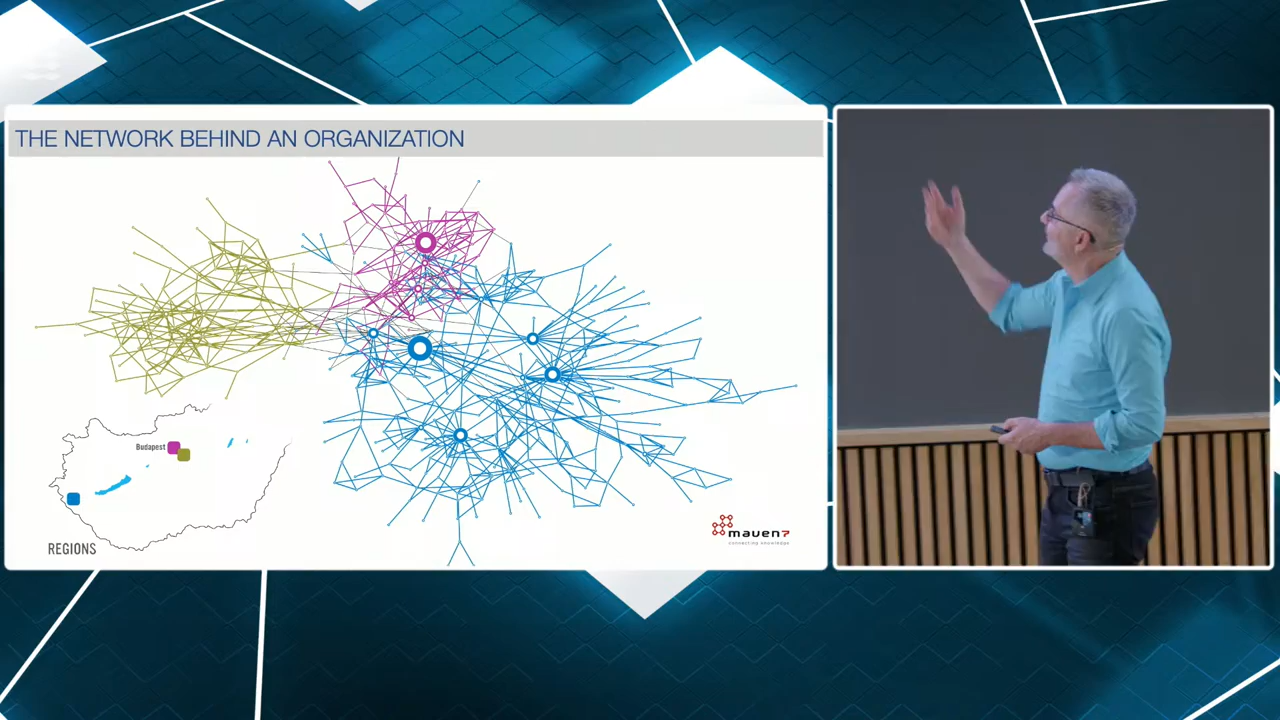 THE NETWORK BEHIND AN ORGANIZATION
Budapest
REGIONS
maven7
connecting knowledge